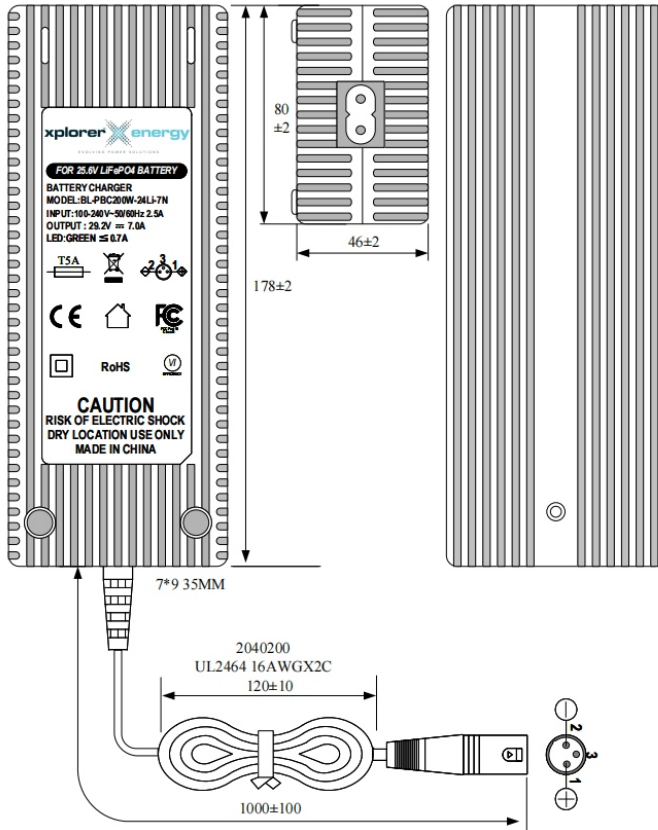 xplorer X energy
EVOLVING POWER SOLUTIONS
FOR 25.6V LiFePO4 BATTERY
BATTERY CHARGER
MODEL:BL-PBC200W-24Li-7N
INPUT:100-240V~50/60Hz 2.5A
OUTPUT : 29.2V ⎓ 7.0A
LED:GREEN ≦ 0.7A
T5A
2 3 1
CE
FC
RoHS
VI
EFFICIENCY
CAUTION
RISK OF ELECTRIC SHOCK
DRY LOCATION USE ONLY
MADE IN CHINA
80
±2
46±2
178±2
7*9 35MM
2040200
UL2464 16AWGX2C
120±10
1000±100
2
3
1